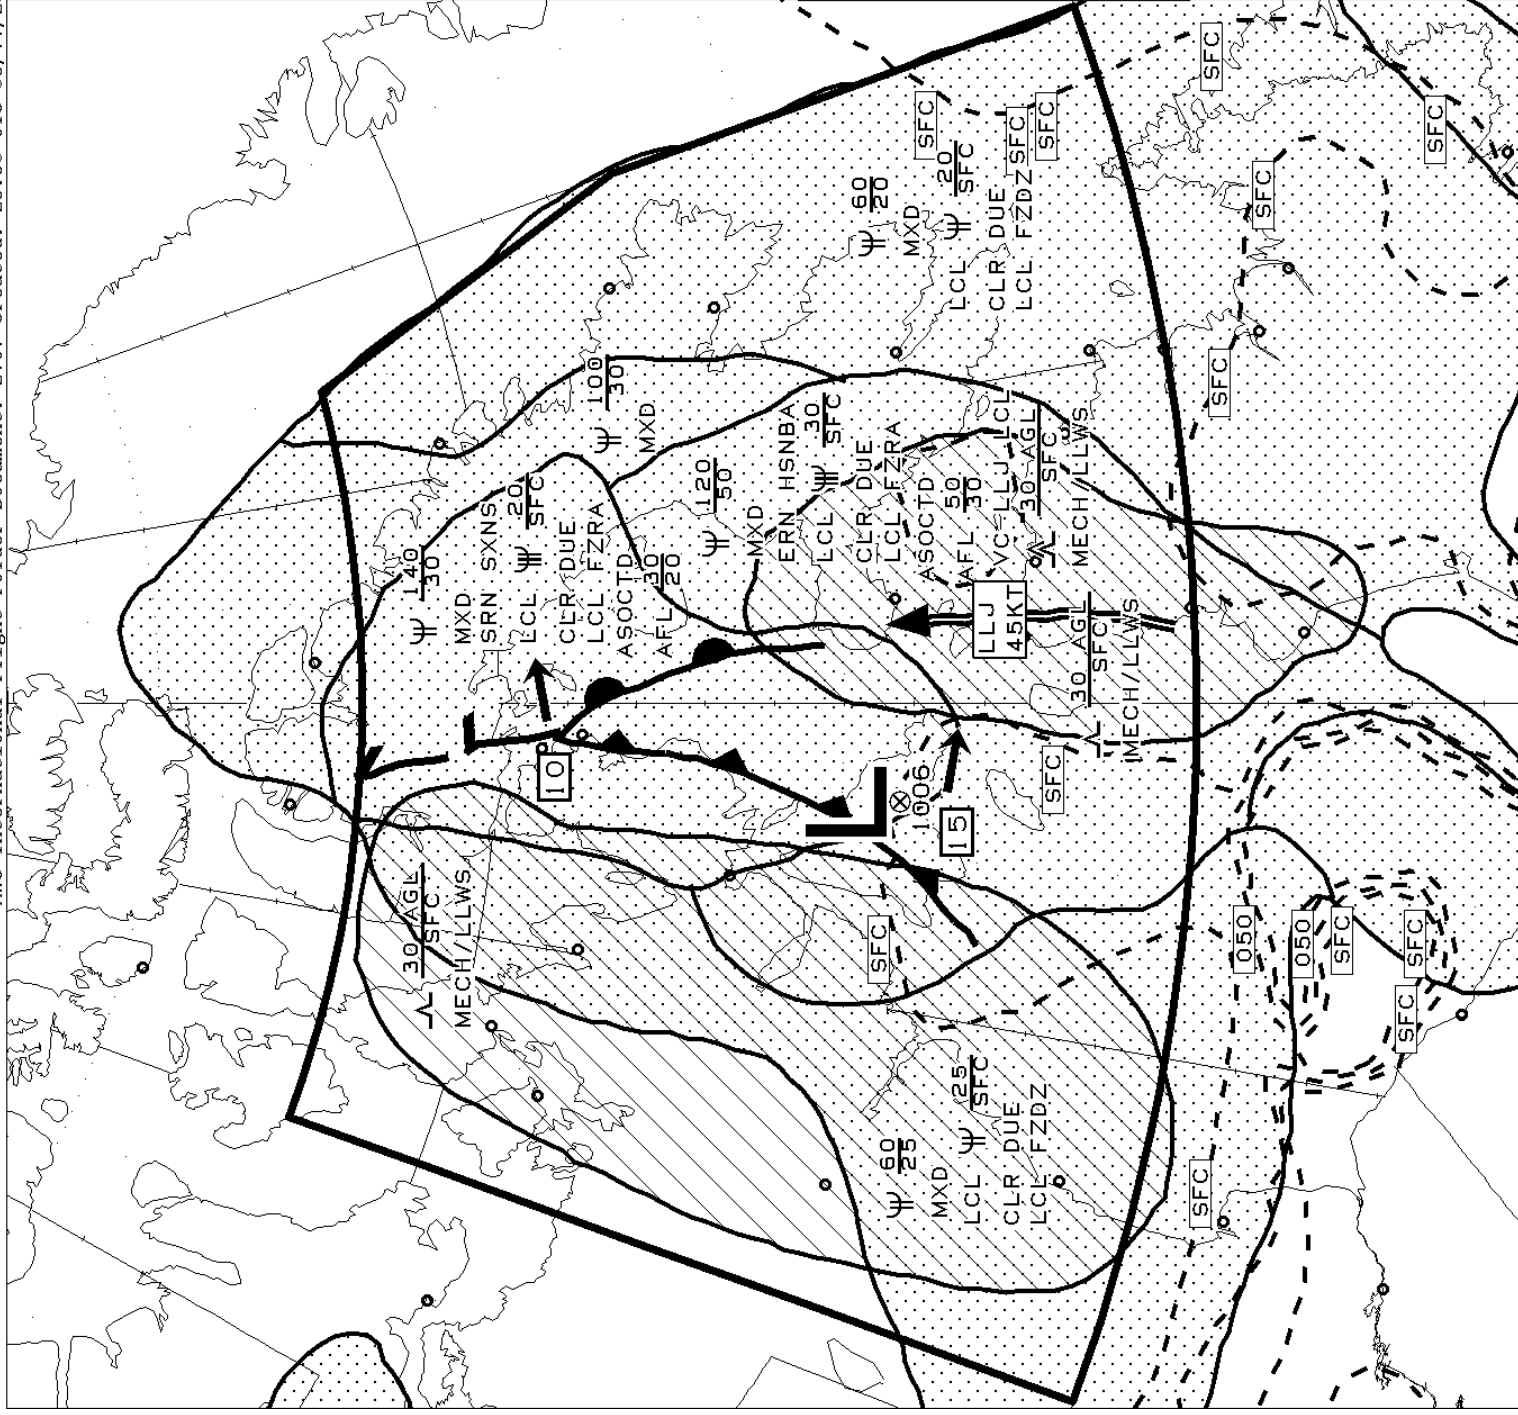 140
30
MXD
SRN SXNS
LCL
20
SFC
CLR DUE
LCL FZRA
ASOCTD
AFL
30
20
100
30
MXD
120
50
MXD
ERN HSNBA
LCL
30
SFC
CLR DUE
LCL FZRA
ASOCTD
AFL
50
30
VC LLJ LCL
30 AGL
SFC
MECH/LLWS
60
20
MXD
LCL
20
SFC
CLR DUE
LCL FZDZ
SFC
SFC
SFC
SFC
SFC
SFC
SFC
LLJ
45KT
30 AGL
SFC
MECH/LLWS
10
15
1006
SFC
30 AGL
SFC
MECH/LLWS
SFC
60
25
MXD
LCL
25
SFC
CLR DUE
LCL FZDZ
050
050
SFC
SFC
SFC
SFC